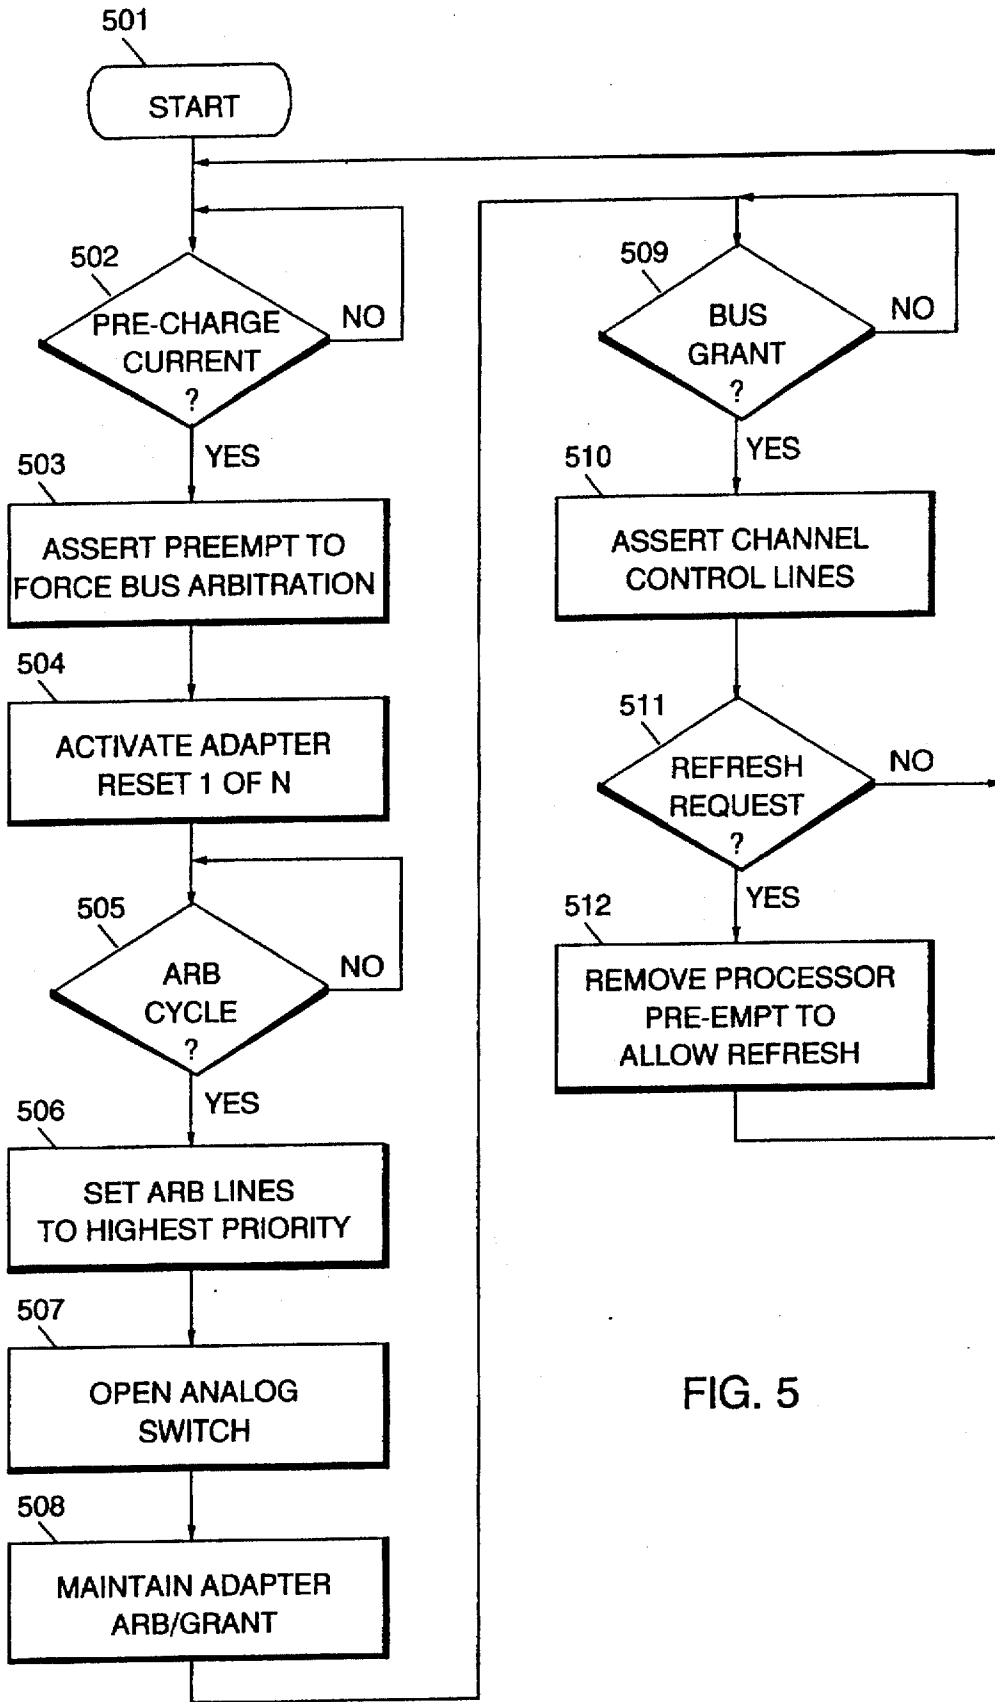 501
START
502
PRE-CHARGE
CURRENT
?
NO
YES
503
ASSERT PREEMPT TO
FORCE BUS ARBITRATION
504
ACTIVATE ADAPTER
RESET 1 OF N
505
ARB
CYCLE
?
NO
YES
506
SET ARB LINES
TO HIGHEST PRIORITY
507
OPEN ANALOG
SWITCH
508
MAINTAIN ADAPTER
ARB/GRANT
509
BUS
GRANT
?
NO
YES
510
ASSERT CHANNEL
CONTROL LINES
511
REFRESH
REQUEST
?
NO
YES
512
REMOVE PROCESSOR
PRE-EMPT TO
ALLOW REFRESH
FIG. 5